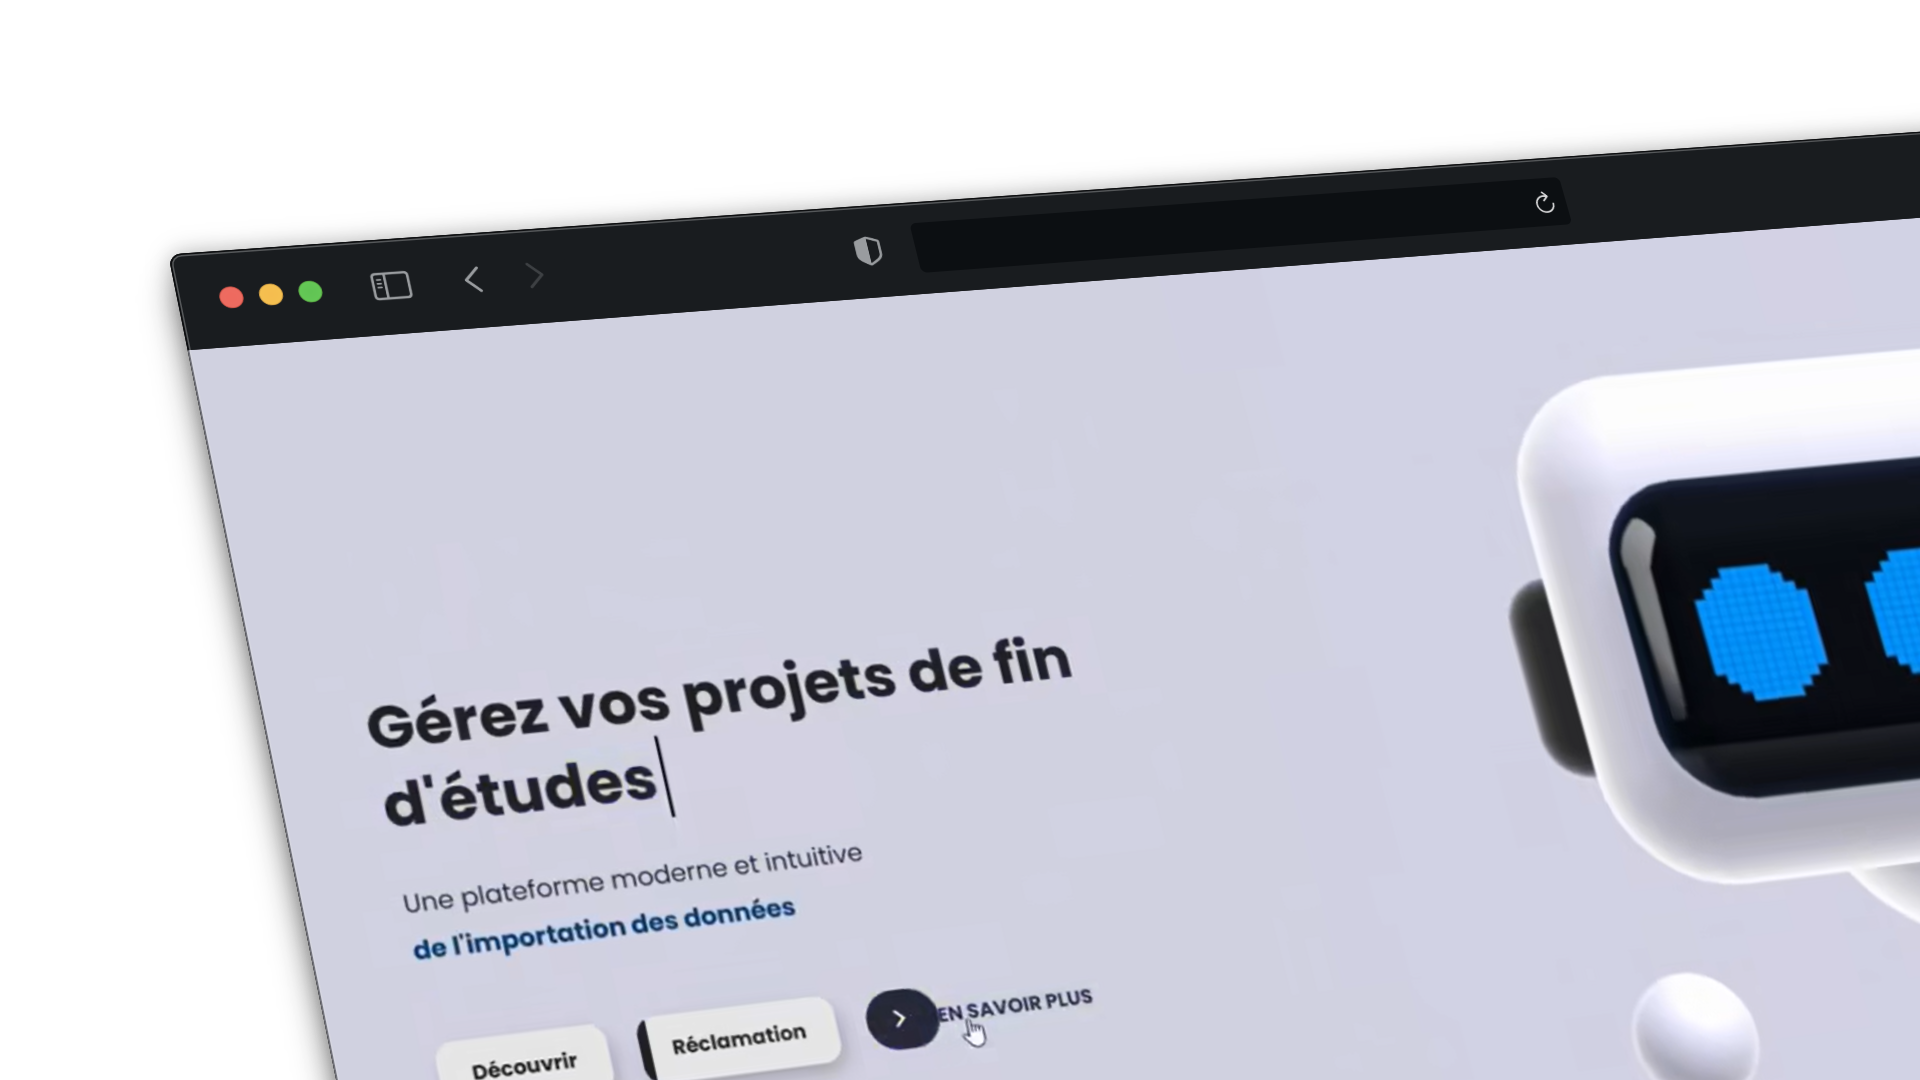 Gérez vos projets de fin
d'études
Une plateforme moderne et intuitive
de l'importation des données
Découvrir
Réclamation
EN SAVOIR PLUS